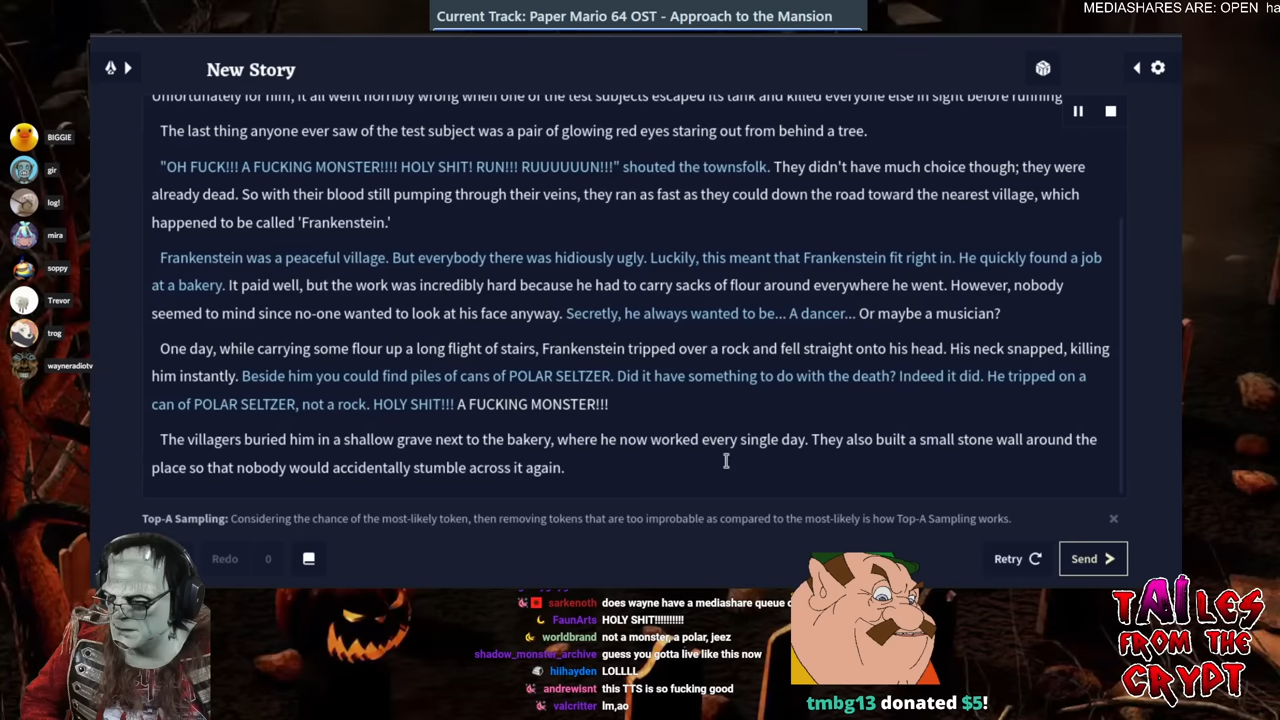 Current Track: Paper Mario 64 OST - Approach to the Mansion
MEDIASHARES ARE: OPEN ha
New Story
Unfortunately for him, it all went horribly wrong when one of the test subjects escaped its tank and killed everyone else in sight before running
The last thing anyone ever saw of the test subject was a pair of glowing red eyes staring out from behind a tree.
"OH FUCK!!! A FUCKING MONSTER!!!! HOLY SHIT! RUN!!! RUUUUUUN!!!" shouted the townsfolk. They didn't have much choice though; they were
already dead. So with their blood still pumping through their veins, they ran as fast as they could down the road toward the nearest village, which
happened to be called 'Frankenstein.'
Frankenstein was a peaceful village. But everybody there was hidiously ugly. Luckily, this meant that Frankenstein fit right in. He quickly found a job
at a bakery. It paid well, but the work was incredibly hard because he had to carry sacks of flour around everywhere he went. However, nobody
seemed to mind since no-one wanted to look at his face anyway. Secretly, he always wanted to be... A dancer... Or maybe a musician?
One day, while carrying some flour up a long flight of stairs, Frankenstein tripped over a rock and fell straight onto his head. His neck snapped, killing
him instantly. Beside him you could find piles of cans of POLAR SELTZER. Did it have something to do with the death? Indeed it did. He tripped on a
can of POLAR SELTZER, not a rock. HOLY SHIT!!! A FUCKING MONSTER!!!
The villagers buried him in a shallow grave next to the bakery, where he now worked every single day. They also built a small stone wall around the
place so that nobody would accidentally stumble across it again.
Top-A Sampling: Considering the chance of the most-likely token, then removing tokens that are too improbable as compared to the most-likely is how Top-A Sampling works.
Redo 0
Retry
Send
BIGGIE
gir
log!
mira
soppy
Trevor
trog
wayneradiotv
sarkenoth does wayne have a mediashare queue
FaunArts HOLY SHIT!!!!!!!!!!
worldbrand not a monster, a polar, jeez
shadow_monster_archive guess you gotta live like this now
hiihayden LOLLLL
andrewisnt this TTS is so fucking good
valcritter lm,ao
tmbg13 donated $5!
TAILES
FROM THE
CRYPT